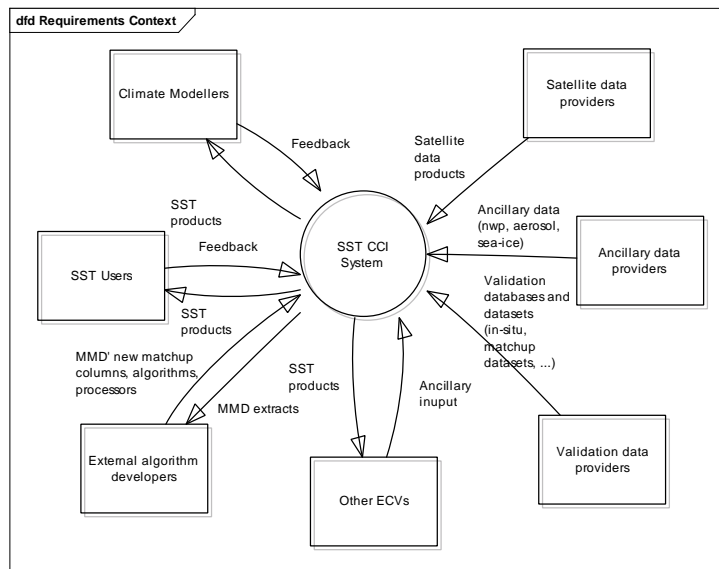 dfd Requirements Context
Climate Modellers
Satellite data
providers
Feedback
Satellite
data
products
SST
products
Feedback
SST Users
SST CCI
System
Ancillary data
(nwp, aerosol,
sea-ice)
Ancillary data
providers
Validation
databases and
datasets
(in-situ,
matchup
datasets, ...)
SST
products
MMD' new matchup
columns, algorithms,
processors
MMD extracts
SST
products
Ancillary
inuput
External algorithm
developers
Other ECVs
Validation data
providers